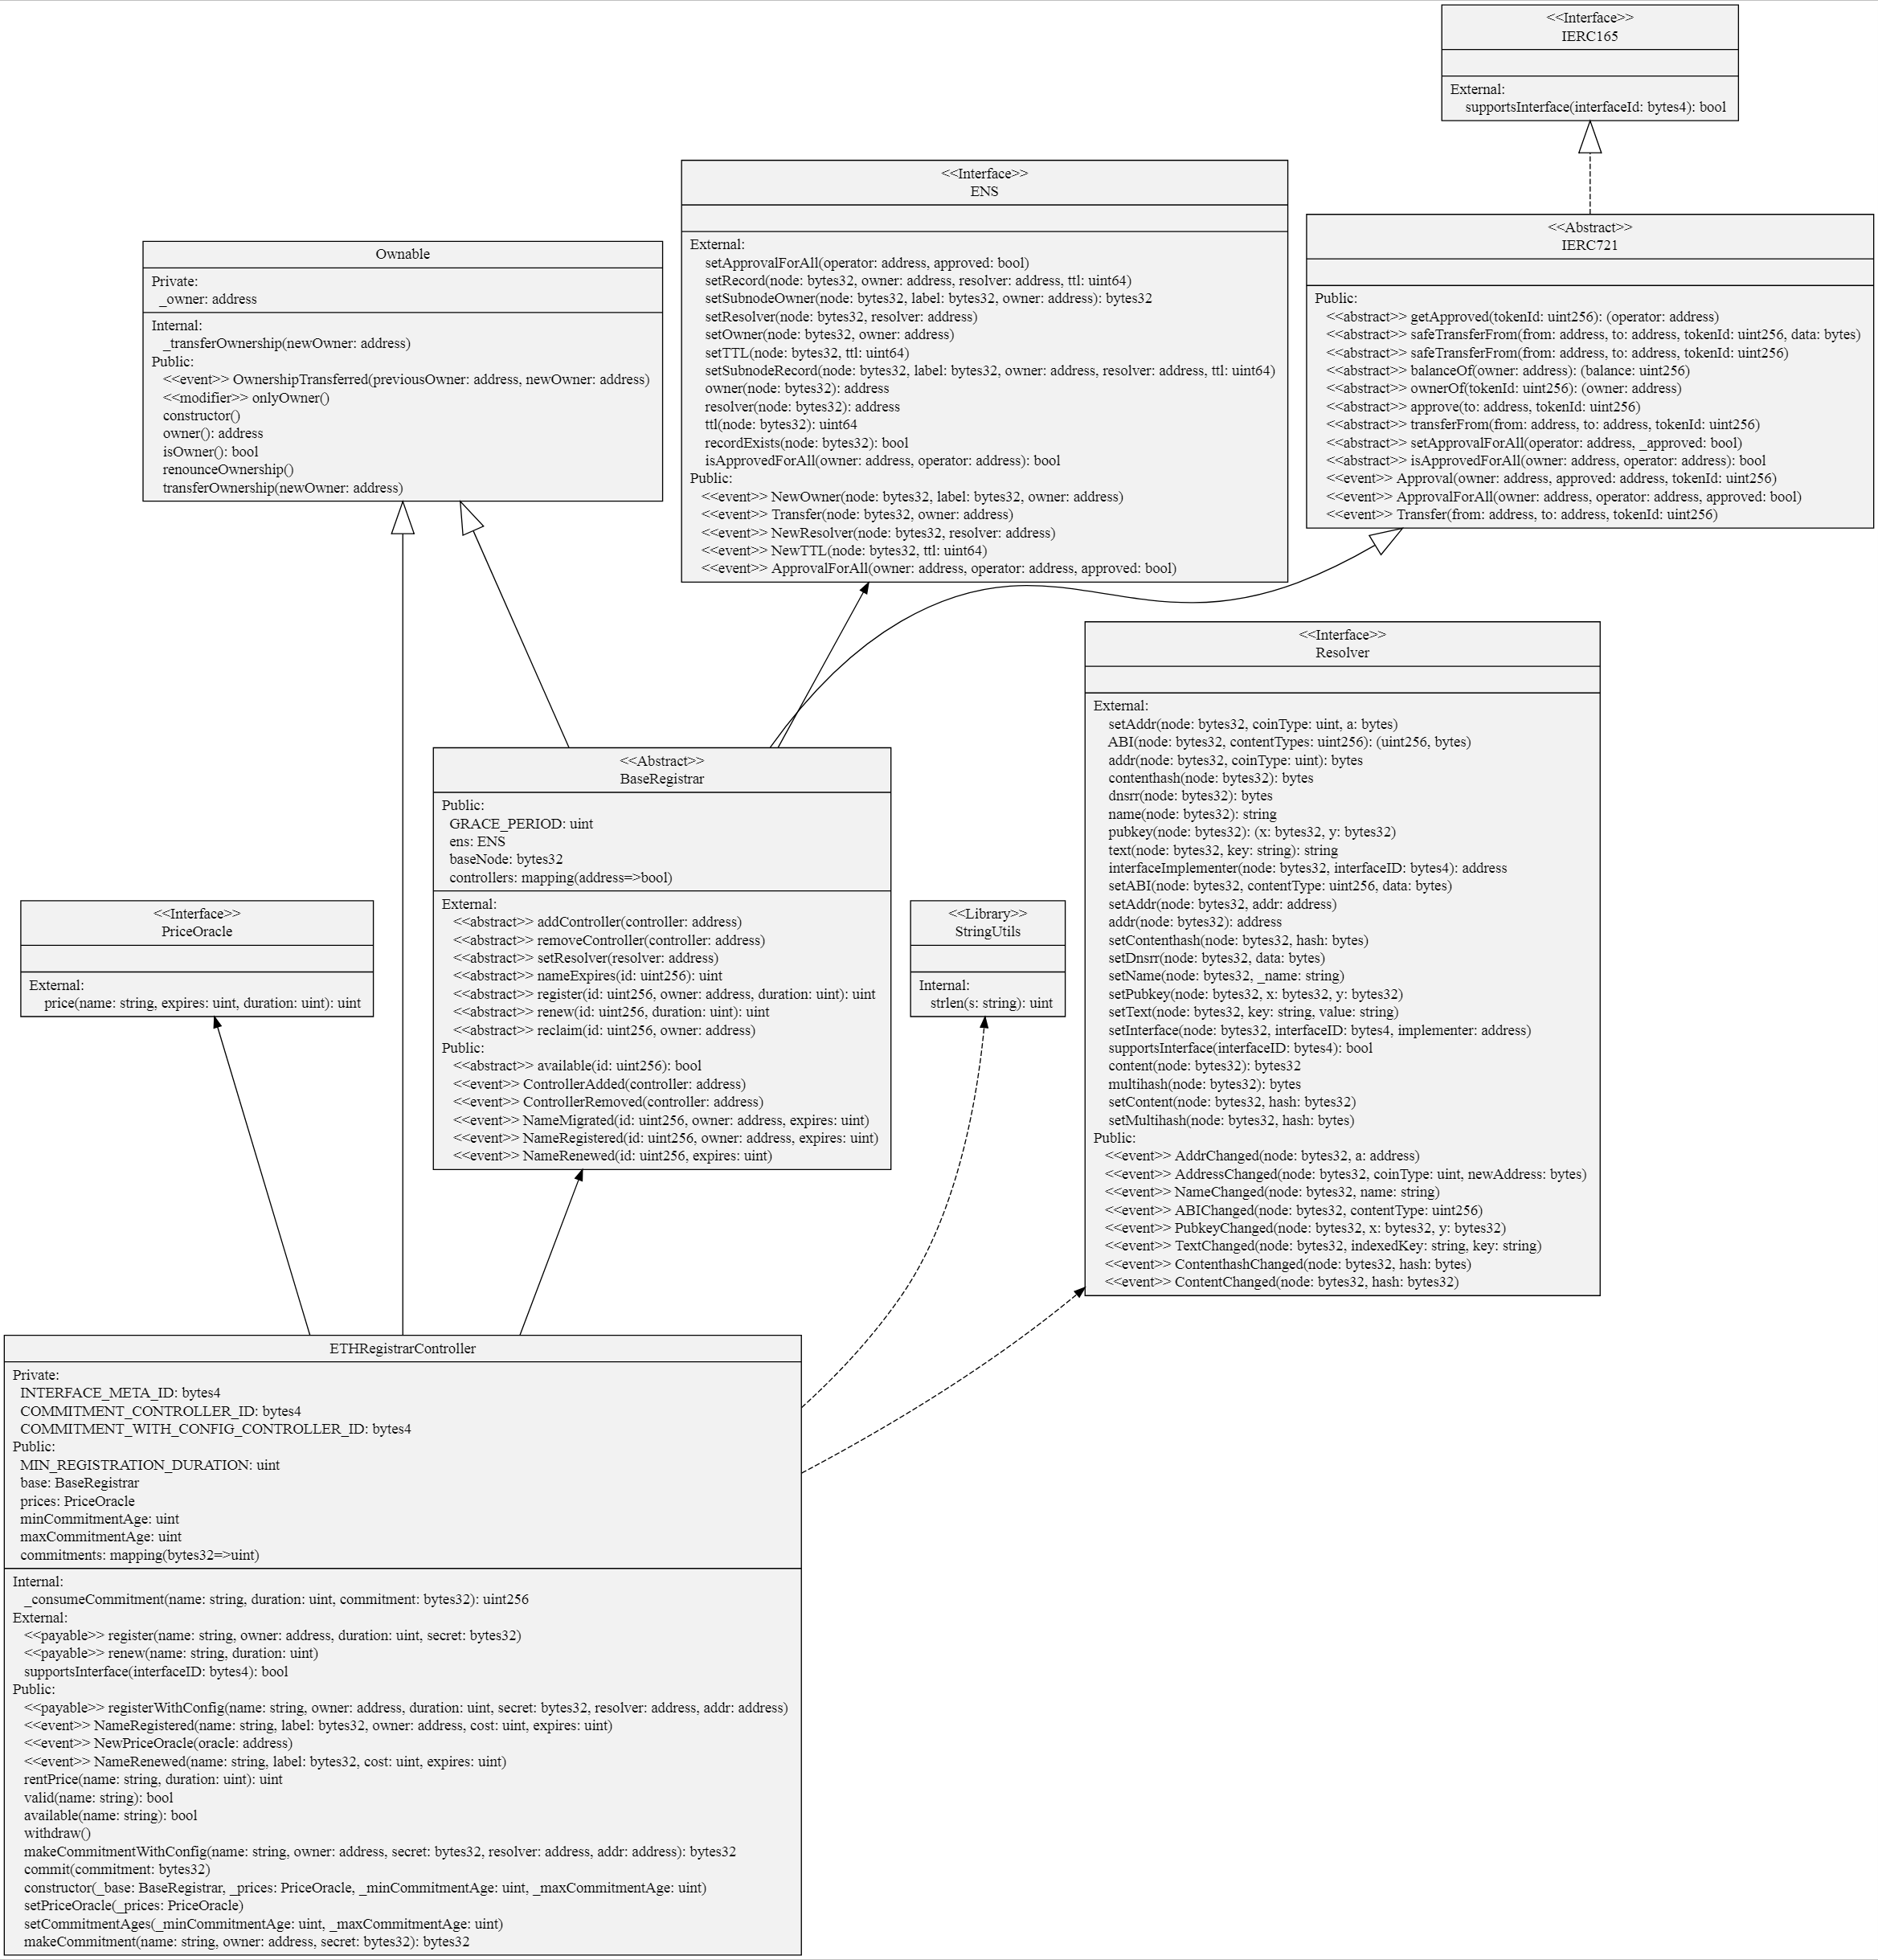 <<Interface>>
IERC165
External:
supportsInterface(interfaceId: bytes4): bool
<<Interface>>
ENS
External:
setApprovalForAll(operator: address, approved: bool)
setRecord(node: bytes32, owner: address, resolver: address, ttl: uint64)
setSubnodeOwner(node: bytes32, label: bytes32, owner: address): bytes32
setResolver(node: bytes32, resolver: address)
setOwner(node: bytes32, owner: address)
setTTL(node: bytes32, ttl: uint64)
setSubnodeRecord(node: bytes32, label: bytes32, owner: address, resolver: address, ttl: uint64)
owner(node: bytes32): address
resolver(node: bytes32): address
ttl(node: bytes32): uint64
recordExists(node: bytes32): bool
isApprovedForAll(owner: address, operator: address): bool
Public:
<<event>> NewOwner(node: bytes32, label: bytes32, owner: address)
<<event>> Transfer(node: bytes32, owner: address)
<<event>> NewResolver(node: bytes32, resolver: address)
<<event>> NewTTL(node: bytes32, ttl: uint64)
<<event>> ApprovalForAll(owner: address, operator: address, approved: bool)
<<Abstract>>
IERC721
Public:
<<abstract>> getApproved(tokenId: uint256): (operator: address)
<<abstract>> safeTransferFrom(from: address, to: address, tokenId: uint256, data: bytes)
<<abstract>> safeTransferFrom(from: address, to: address, tokenId: uint256)
<<abstract>> balanceOf(owner: address): (balance: uint256)
<<abstract>> ownerOf(tokenId: uint256): (owner: address)
<<abstract>> approve(to: address, tokenId: uint256)
<<abstract>> transferFrom(from: address, to: address, tokenId: uint256)
<<abstract>> setApprovalForAll(operator: address, _approved: bool)
<<abstract>> isApprovedForAll(owner: address, operator: address): bool
<<event>> Approval(owner: address, approved: address, tokenId: uint256)
<<event>> ApprovalForAll(owner: address, operator: address, approved: bool)
<<event>> Transfer(from: address, to: address, tokenId: uint256)
Ownable
Private:
_owner: address
Internal:
_transferOwnership(newOwner: address)
Public:
<<event>> OwnershipTransferred(previousOwner: address, newOwner: address)
<<modifier>> onlyOwner()
constructor()
owner(): address
isOwner(): bool
renounceOwnership()
transferOwnership(newOwner: address)
<<Interface>>
Resolver
External:
setAddr(node: bytes32, coinType: uint, a: bytes)
ABI(node: bytes32, contentTypes: uint256): (uint256, bytes)
addr(node: bytes32, coinType: uint): bytes
contenthash(node: bytes32): bytes
dnsrr(node: bytes32): bytes
name(node: bytes32): string
pubkey(node: bytes32): (x: bytes32, y: bytes32)
text(node: bytes32, key: string): string
interfaceImplementer(node: bytes32, interfaceID: bytes4): address
setABI(node: bytes32, contentType: uint256, data: bytes)
setAddr(node: bytes32, addr: address)
addr(node: bytes32): address
setContenthash(node: bytes32, hash: bytes)
setDnsrr(node: bytes32, data: bytes)
setName(node: bytes32, _name: string)
setPubkey(node: bytes32, x: bytes32, y: bytes32)
setText(node: bytes32, key: string, value: string)
setInterface(node: bytes32, interfaceID: bytes4, implementer: address)
supportsInterface(interfaceID: bytes4): bool
content(node: bytes32): bytes32
multihash(node: bytes32): bytes
setContent(node: bytes32, hash: bytes32)
setMultihash(node: bytes32, hash: bytes)
Public:
<<event>> AddrChanged(node: bytes32, a: address)
<<event>> AddressChanged(node: bytes32, coinType: uint, newAddress: bytes)
<<event>> NameChanged(node: bytes32, name: string)
<<event>> ABIChanged(node: bytes32, contentType: uint256)
<<event>> PubkeyChanged(node: bytes32, x: bytes32, y: bytes32)
<<event>> TextChanged(node: bytes32, indexedKey: string, key: string)
<<event>> ContenthashChanged(node: bytes32, hash: bytes)
<<event>> ContentChanged(node: bytes32, hash: bytes32)
<<Abstract>>
BaseRegistrar
Public:
GRACE_PERIOD: uint
ens: ENS
baseNode: bytes32
controllers: mapping(address=>bool)
External:
<<abstract>> addController(controller: address)
<<abstract>> removeController(controller: address)
<<abstract>> setResolver(resolver: address)
<<abstract>> nameExpires(id: uint256): uint
<<abstract>> register(id: uint256, owner: address, duration: uint): uint
<<abstract>> renew(id: uint256, duration: uint): uint
<<abstract>> reclaim(id: uint256, owner: address)
Public:
<<abstract>> available(id: uint256): bool
<<event>> ControllerAdded(controller: address)
<<event>> ControllerRemoved(controller: address)
<<event>> NameMigrated(id: uint256, owner: address, expires: uint)
<<event>> NameRegistered(id: uint256, owner: address, expires: uint)
<<event>> NameRenewed(id: uint256, expires: uint)
<<Interface>>
PriceOracle
External:
price(name: string, expires: uint, duration: uint): uint
<<Library>>
StringUtils
Internal:
strlen(s: string): uint
ETHRegistrarController
Private:
INTERFACE_META_ID: bytes4
COMMITMENT_CONTROLLER_ID: bytes4
COMMITMENT_WITH_CONFIG_CONTROLLER_ID: bytes4
Public:
MIN_REGISTRATION_DURATION: uint
base: BaseRegistrar
prices: PriceOracle
minCommitmentAge: uint
maxCommitmentAge: uint
commitments: mapping(bytes32=>uint)
Internal:
_consumeCommitment(name: string, duration: uint, commitment: bytes32): uint256
External:
<<payable>> register(name: string, owner: address, duration: uint, secret: bytes32)
<<payable>> renew(name: string, duration: uint)
supportsInterface(interfaceID: bytes4): bool
Public:
<<payable>> registerWithConfig(name: string, owner: address, duration: uint, secret: bytes32, resolver: address, addr: address)
<<event>> NameRegistered(name: string, label: bytes32, owner: address, cost: uint, expires: uint)
<<event>> NewPriceOracle(oracle: address)
<<event>> NameRenewed(name: string, label: bytes32, cost: uint, expires: uint)
rentPrice(name: string, duration: uint): uint
valid(name: string): bool
available(name: string): bool
withdraw()
makeCommitmentWithConfig(name: string, owner: address, secret: bytes32, resolver: address, addr: address): bytes32
commit(commitment: bytes32)
constructor(_base: BaseRegistrar, _prices: PriceOracle, _minCommitmentAge: uint, _maxCommitmentAge: uint)
setPriceOracle(_prices: PriceOracle)
setCommitmentAges(_minCommitmentAge: uint, _maxCommitmentAge: uint)
makeCommitment(name: string, owner: address, secret: bytes32): bytes32